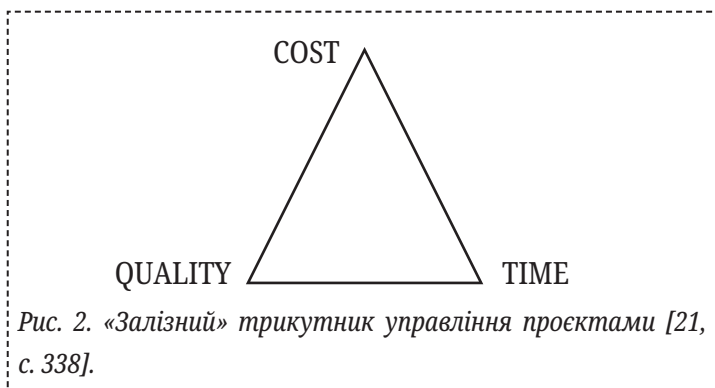 COST
QUALITY
TIME
Рис. 2. «Залізний» трикутник управління проєктами [21,
с. 338].